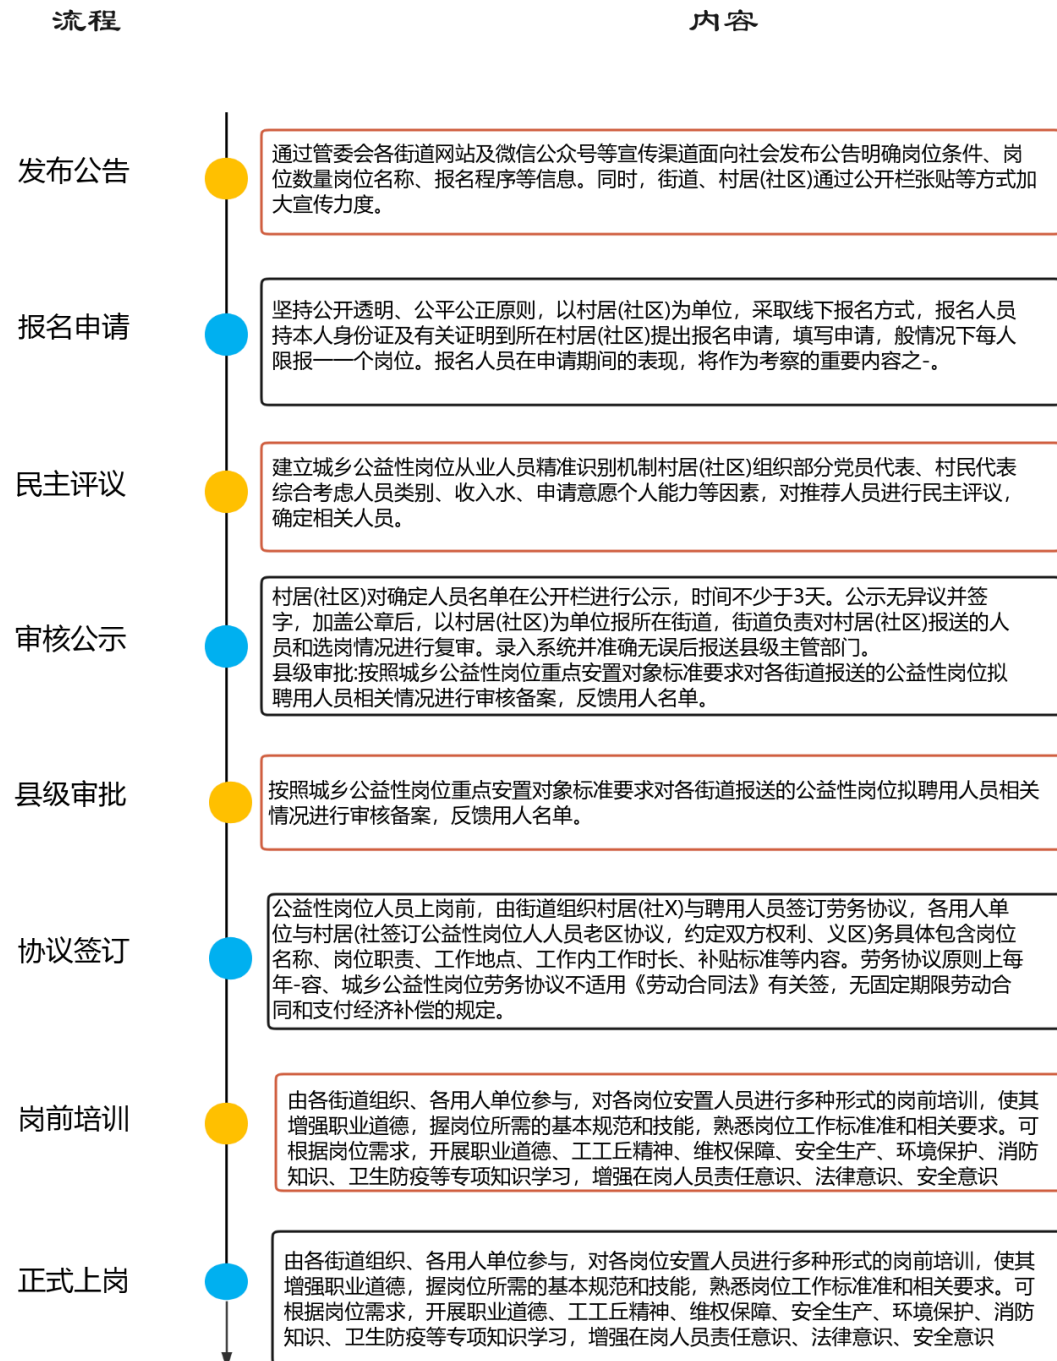 流程
内容
发布公告
通过管委会各街道网站及微信公众号等宣传渠道面向社会发布公告明确岗位条件、岗
位数量岗位名称、报名程序等信息。同时，街道、村居(社区)通过公开栏张贴等方式加
大宣传力度。
报名申请
坚持公开透明、公平公正原则，以村居(社区)为单位，采取线下报名方式，报名人员
持本人身份证及有关证明到所在村居(社区)提出报名申请，填写申请，般情况下每人
限报一一个岗位。报名人员在申请期间的表现，将作为考察的重要内容之-。
民主评议
建立城乡公益性岗位从业人员精准识别机制村居(社区)组织部分党员代表、村民代表
综合考虑人员类别、收入水、申请意愿个人能力等因素，对推荐人员进行民主评议，
确定相关人员。
审核公示
村居(社区)对确定人员名单在公开栏进行公示，时间不少于3天。公示无异议并签
字，加盖公章后，以村居(社区)为单位报所在街道，街道负责对村居(社区)报送的人
员和选岗情况进行复审。录入系统并准确无误后报送县级主管部门。
县级审批:按照城乡公益性岗位重点安置对象标准要求对各街道报送的公益性岗位拟
聘用人员相关情况进行审核备案，反馈用人名单。
县级审批
按照城乡公益性岗位重点安置对象标准要求对各街道报送的公益性岗位拟聘用人员相关
情况进行审核备案，反馈用人名单。
协议签订
公益性岗位人员上岗前，由街道组织村居(社X)与聘用人员签订劳务协议，各用人单
位与村居(社签订公益性岗位人人员老区协议，约定双方权利、义区)务具体包含岗位
名称、岗位职责、工作地点、工作内工作时长、补贴标准等内容。劳务协议原则上每
年-容、城乡公益性岗位劳务协议不适用《劳动合同法》有关签，无固定期限劳动合
同和支付经济补偿的规定。
岗前培训
由各街道组织、各用人单位参与，对各岗位安置人员进行多种形式的岗前培训，使其
增强职业道德，握岗位所需的基本规范和技能，熟悉岗位工作标准准和相关要求。可
根据岗位需求，开展职业道德、工工丘精神、维权保障、安全生产、环境保护、消防
知识、卫生防疫等专项知识学习，增强在岗人员责任意识、法律意识、安全意识
正式上岗
由各街道组织、各用人单位参与，对各岗位安置人员进行多种形式的岗前培训，使其
增强职业道德，握岗位所需的基本规范和技能，熟悉岗位工作标准准和相关要求。可
根据岗位需求，开展职业道德、工工丘精神、维权保障、安全生产、环境保护、消防
知识、卫生防疫等专项知识学习，增强在岗人员责任意识、法律意识、安全意识